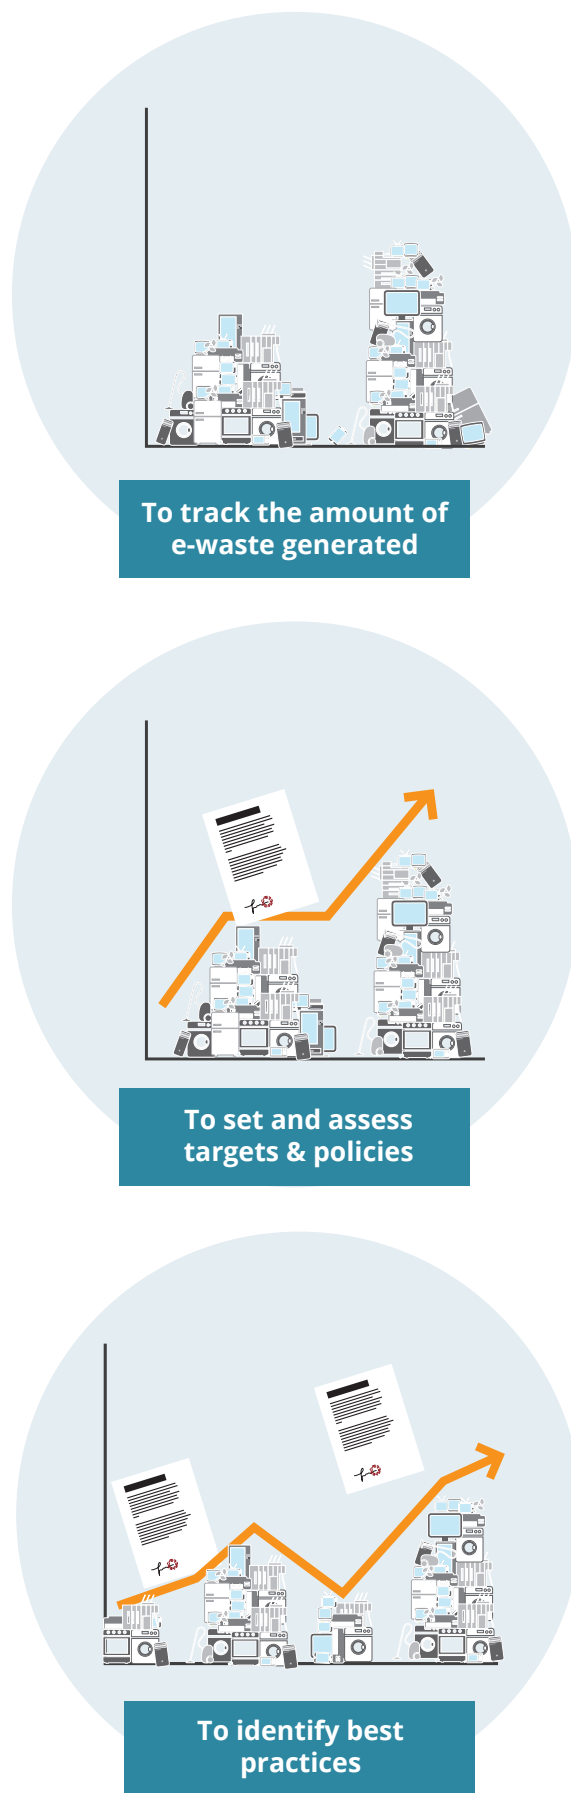 To track the amount of
e-waste generated
To set and assess
targets & policies
To identify best
practices